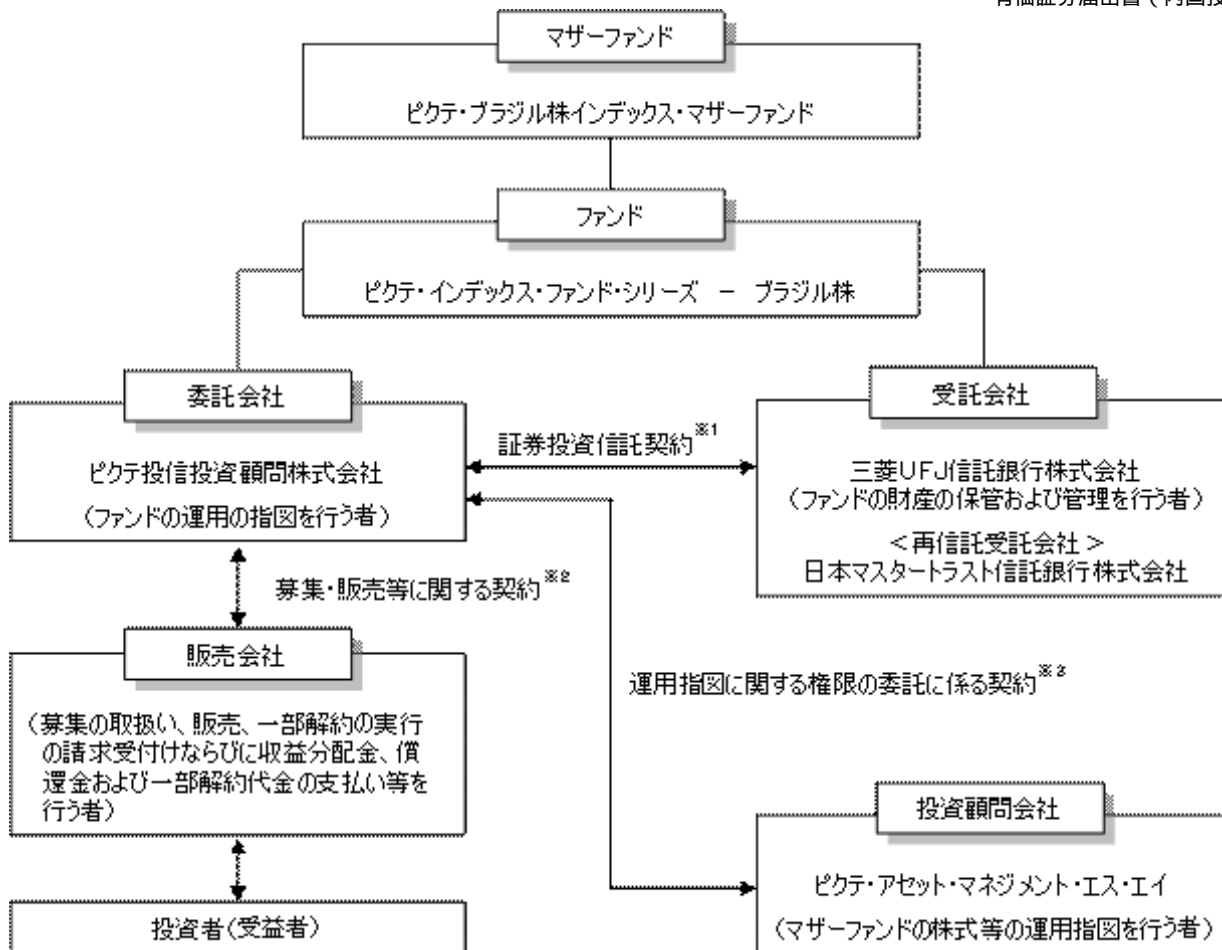 マザーファンド
ピクテ・ブラジル株インデックス・マザーファンド
ファンド
ピクテ・インデックス・ファンド・シリーズ － ブラジル株
委託会社
ピクテ投信投資顧問株式会社
（ファンドの運用の指図を行う者）
証券投資信託契約※1
受託会社
三菱UFJ信託銀行株式会社
（ファンドの財産の保管および管理を行う者）
＜再信託受託会社＞
日本マスタートラスト信託銀行株式会社
募集・販売等に関する契約※2
販売会社
（募集の取扱い、販売、一部解約の実行
の請求受付けならびに収益分配金、償
還金および一部解約代金の支払い等を
行う者）
運用指図に関する権限の委託に係る契約※3
投資顧問会社
ピクテ・アセット・マネジメント・エス・エイ
（マザーファンドの株式等の運用指図を行う者）
投資者（受益者）